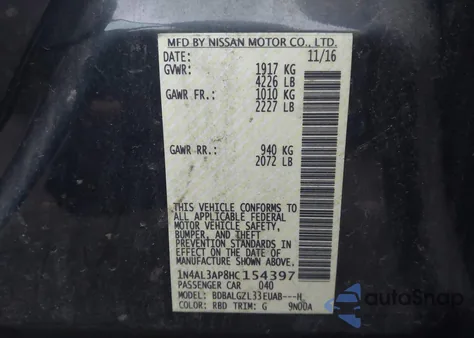 MFD BY NISSAN MOTOR CO., LTD.
DATE: 11/16
GVWR: 1917 KG
4226 LB
GAWR FR: 1010 KG
2227 LB
GAWR RR: 940 KG
2072 LB
THIS VEHICLE CONFORMS TO
ALL APPLICABLE FEDERAL
MOTOR VEHICLE SAFETY,
BUMPER, AND THEFT
PREVENTION STANDARDS IN
EFFECT ON THE DATE OF
MANUFACTURE SHOWN ABOVE.
1N4AL3AP8HC154397
PASSENGER CAR 040
MODEL: BDBALGZL33EUAB---H
COLOR: RBD TRIM: G 9N00A
autoSnap